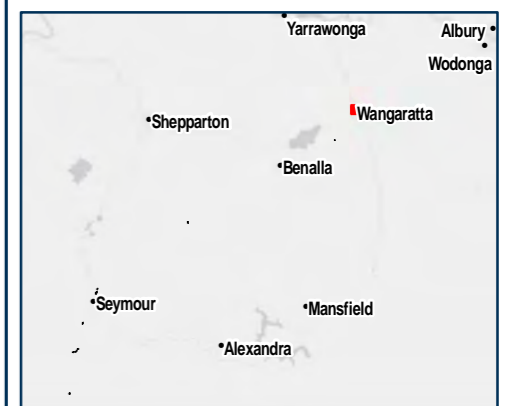 Yarrawonga
Albury
Wodonga
Wangaratta
Shepparton
Benalla
Seymour
Mansfield
Alexandra